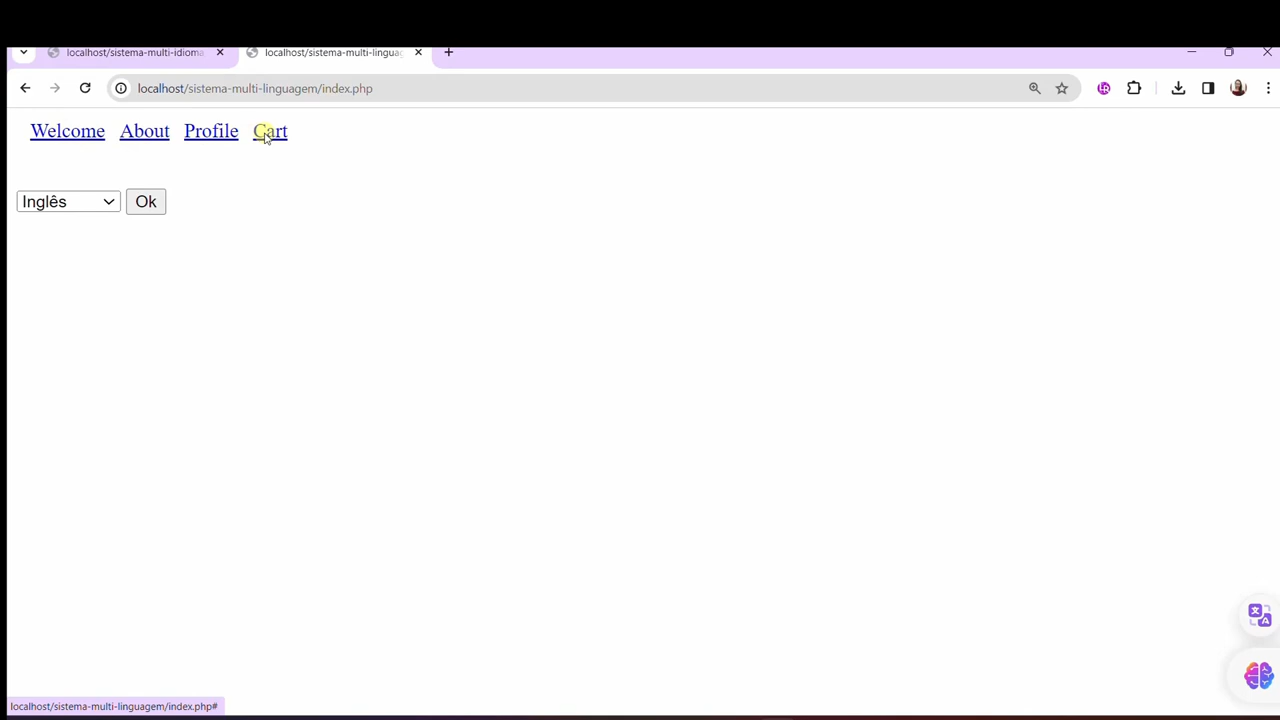 localhost/sistema-multi-idioma
localhost/sistema-multi-linguag
localhost/sistema-multi-linguagem/index.php
Welcome About Profile Cart
Inglês Ok
localhost/sistema-multi-linguagem/index.php#